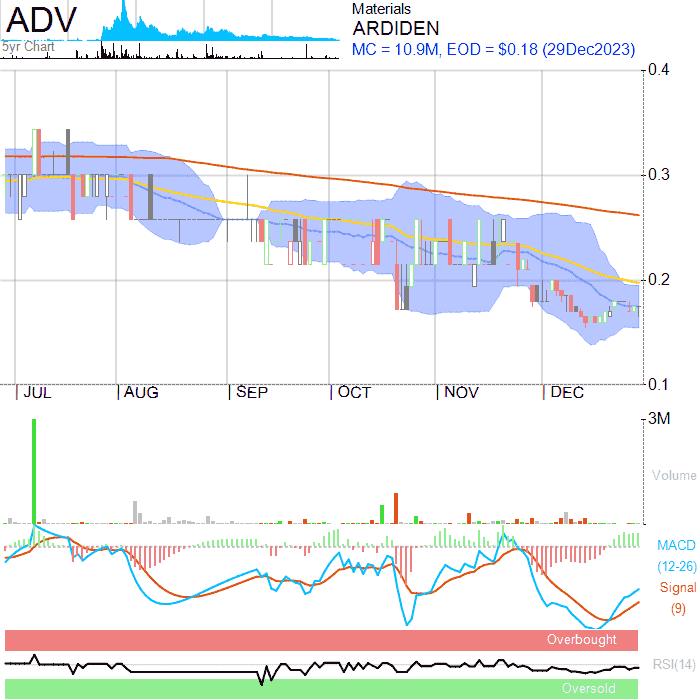 ADV
5yr Chart
Materials
ARDIDEN
MC = 10.9M, EOD = $0.18 (29Dec2023)
0.4
0.3
0.2
0.1
JUL AUG SEP OCT NOV DEC
3M
Volume
MACD
(12-26)
Signal
(9)
Overbought
RSI(14)
Oversold